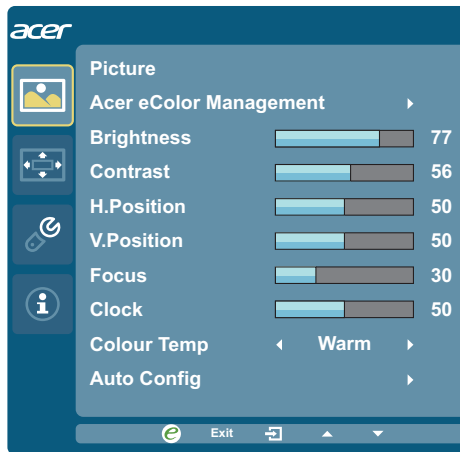 acer
Picture
Acer eColor Management
Brightness 77
Contrast 56
H.Position 50
V.Position 50
Focus 30
Clock 50
Colour Temp Warm
Auto Config
e Exit